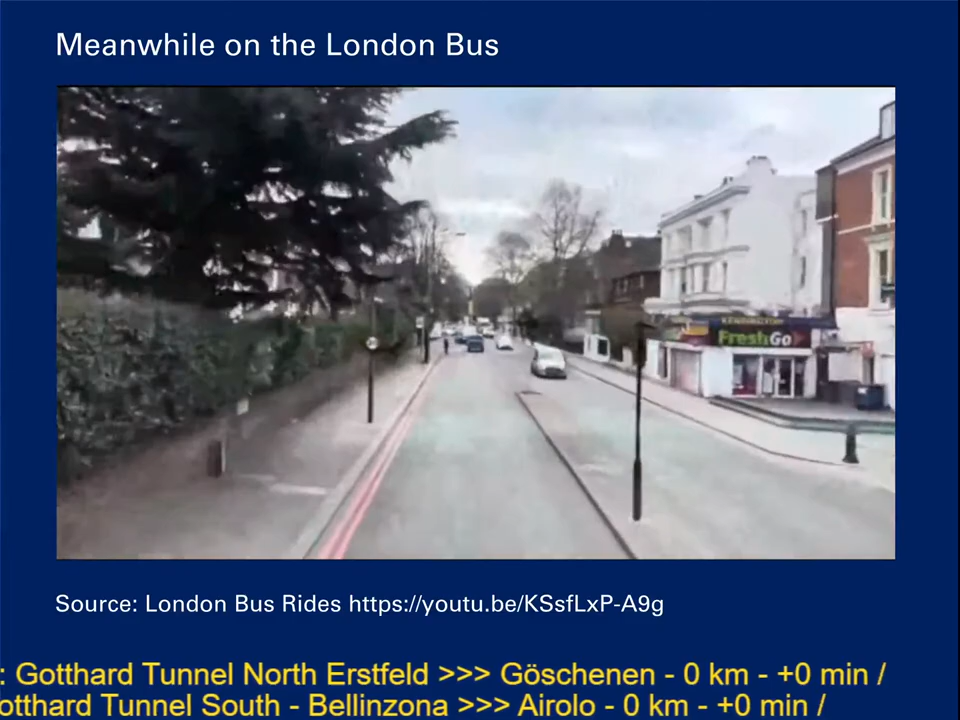 Meanwhile on the London Bus
KENNINGTON
FreshGo
Source: London Bus Rides https://youtu.be/KSsfLxP-A9g
: Gotthard Tunnel North Erstfeld >>> Göschenen - 0 km - +0 min /
otthard Tunnel South - Bellinzona >>> Airolo - 0 km - +0 min /